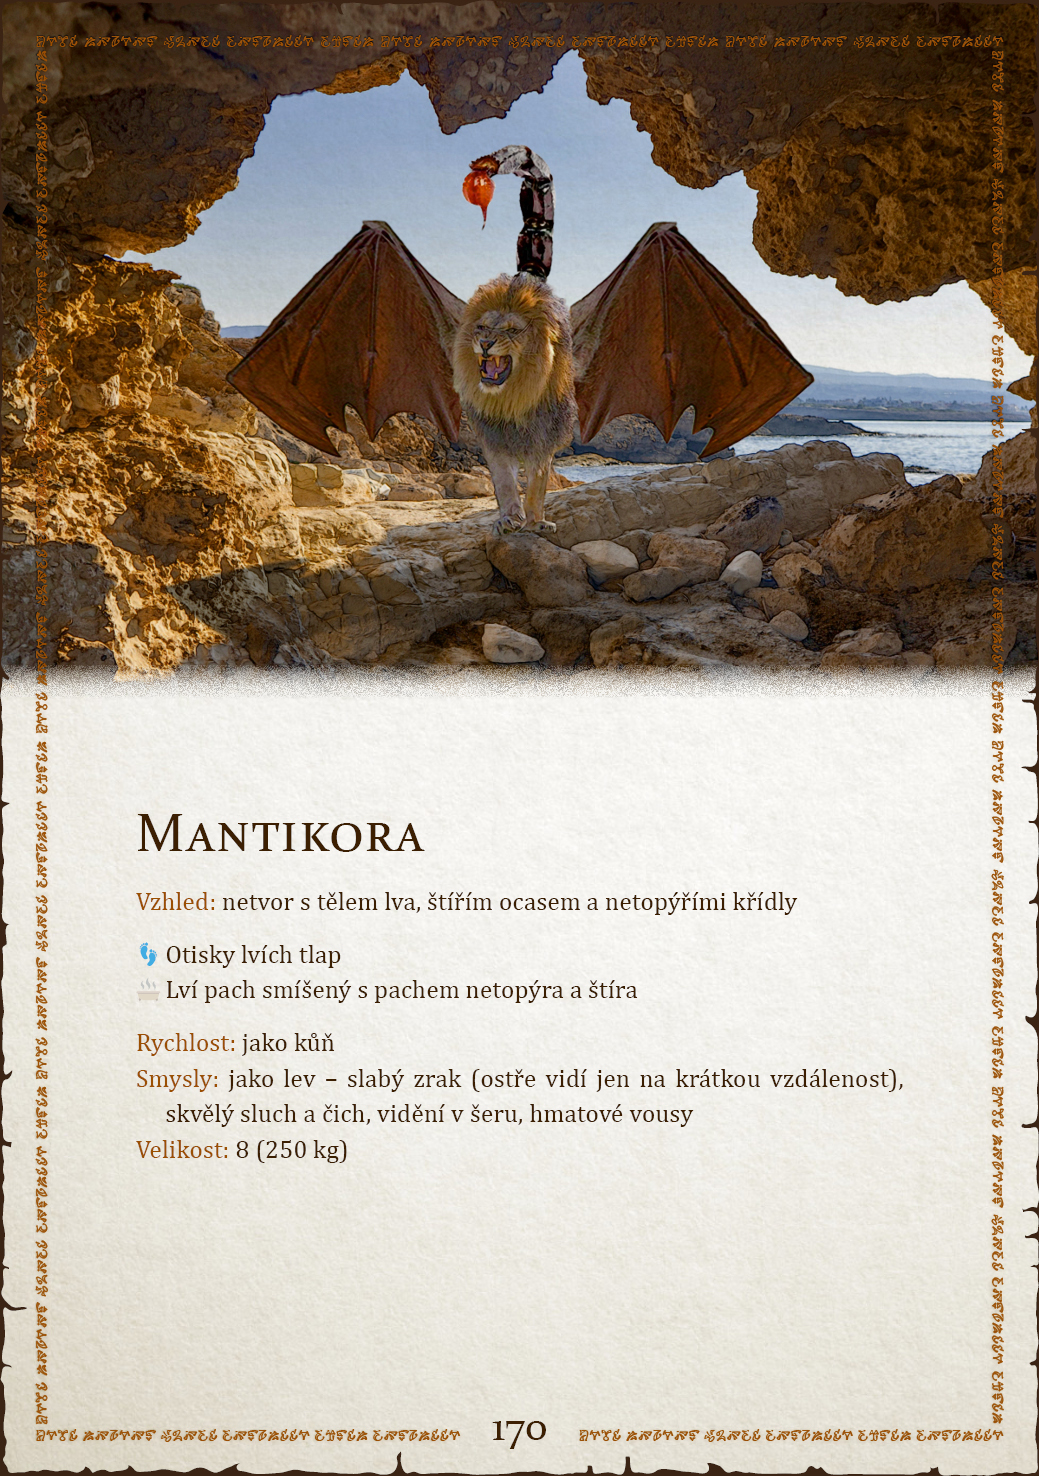 Mantikora
Vzhled: netvor s tělem lva, štířím ocasem a netopýřími křídly
Otisky lvích tlap
Lví pach smíšený s pachem netopýra a štíra
Rychlost: jako kůň
Smysly: jako lev – slabý zrak (ostře vidí jen na krátkou vzdálenost),
skvělý sluch a čich, vidění v šeru, hmatové vousy
Velikost: 8 (250 kg)
170